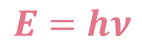 E = hν